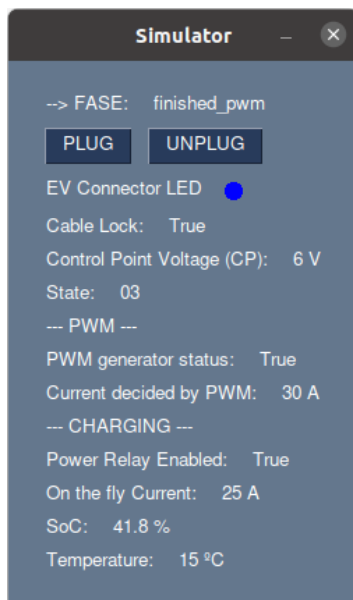 Simulator
--> FASE: finished_pwm
PLUG UNPLUG
EV Connector LED
Cable Lock: True
Control Point Voltage (CP): 6 V
State: 03
--- PWM ---
PWM generator status: True
Current decided by PWM: 30 A
--- CHARGING ---
Power Relay Enabled: True
On the fly Current: 25 A
SoC: 41.8 %
Temperature: 15 ºC